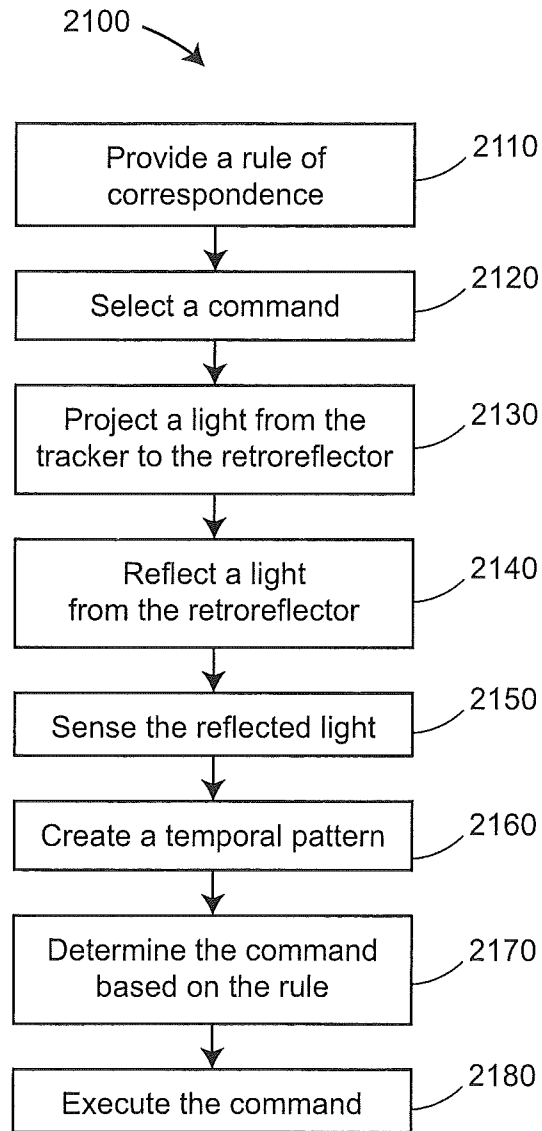 2100
Provide a rule of
correspondence
2110
Select a command
2120
Project a light from the
tracker to the retroreflector
2130
Reflect a light
from the retroreflector
2140
Sense the reflected light
2150
Create a temporal pattern
2160
Determine the command
based on the rule
2170
Execute the command
2180